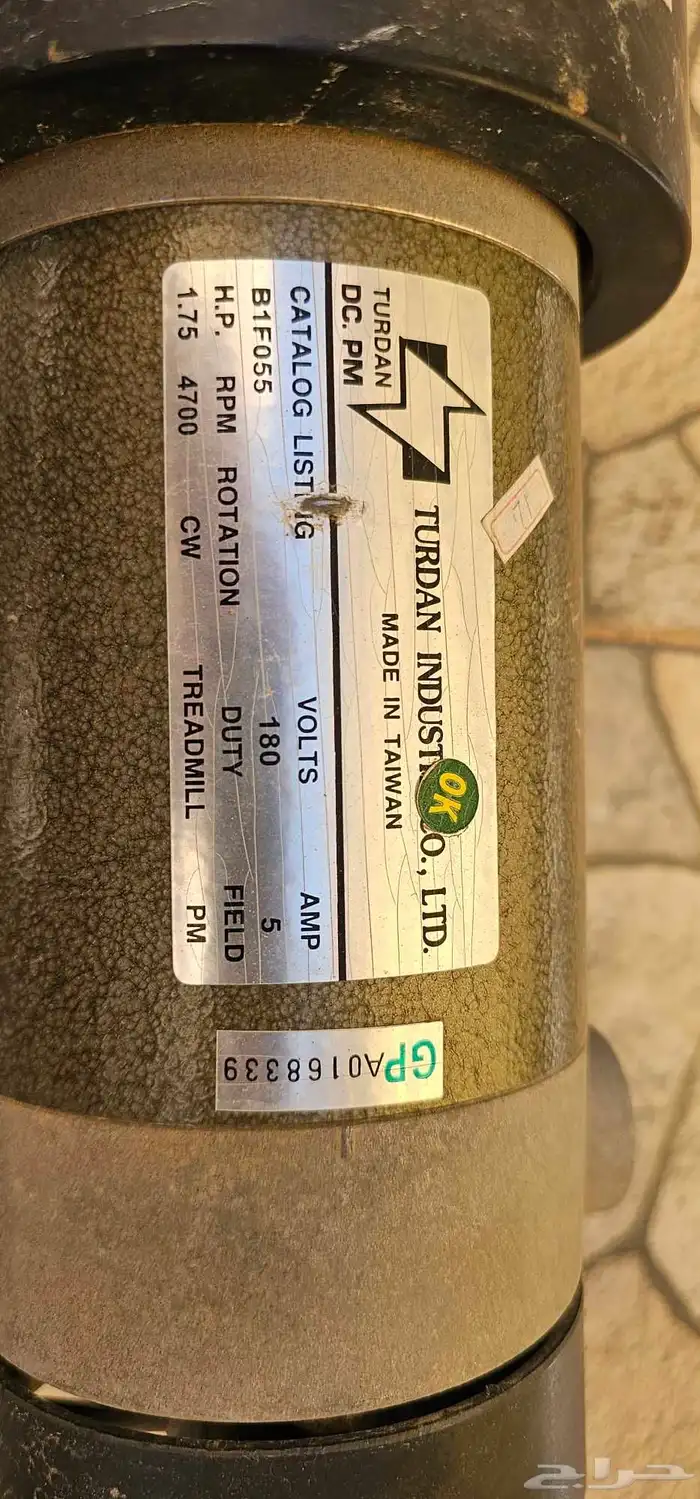 TURDAN INDUST CO., LTD.
OK
TURDAN
MADE IN TAIWAN
DC. PM
CATALOG LISTING VOLTS AMP
B1F055 180 5
H.P. RPM ROTATION DUTY FIELD
1.75 4700 CW TREADMILL PM
GPA0168339
حراج